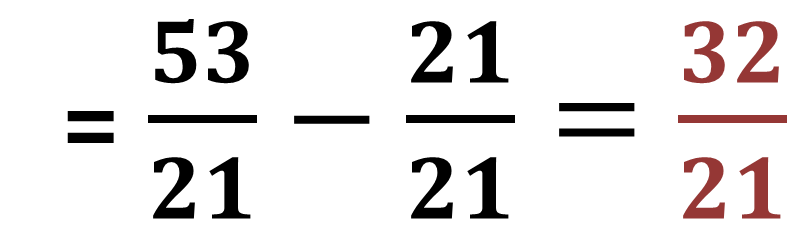 = 53/21 − 21/21 = 32/21